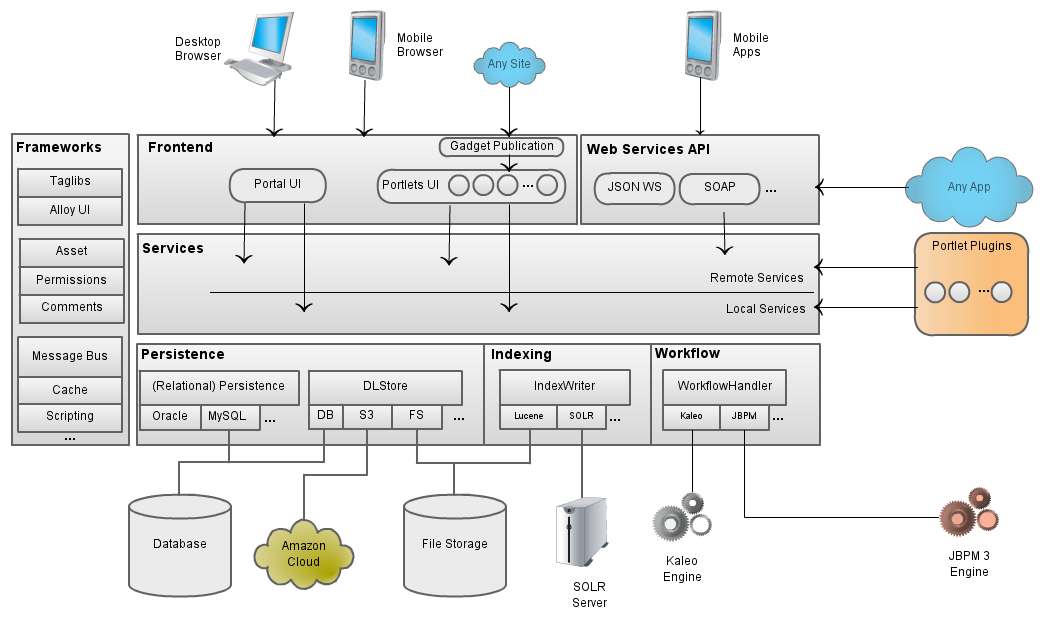 Desktop
Browser
Mobile
Browser
Any Site
Mobile
Apps
Frameworks
Taglibs
Alloy UI
Asset
Permissions
Comments
Message Bus
Cache
Scripting
...
Frontend
Gadget Publication
Portal UI
Portlets UI
...
Web Services API
JSON WS
SOAP
...
Any App
Services
Remote Services
Local Services
Portlet Plugins
...
Persistence
(Relational) Persistence
Oracle
MySQL
...
DLStore
DB
S3
FS
...
Indexing
IndexWriter
Lucene
SOLR
...
Workflow
WorkflowHandler
Kaleo
JBPM
...
Database
Amazon
Cloud
File Storage
SOLR
Server
Kaleo
Engine
JBPM 3
Engine